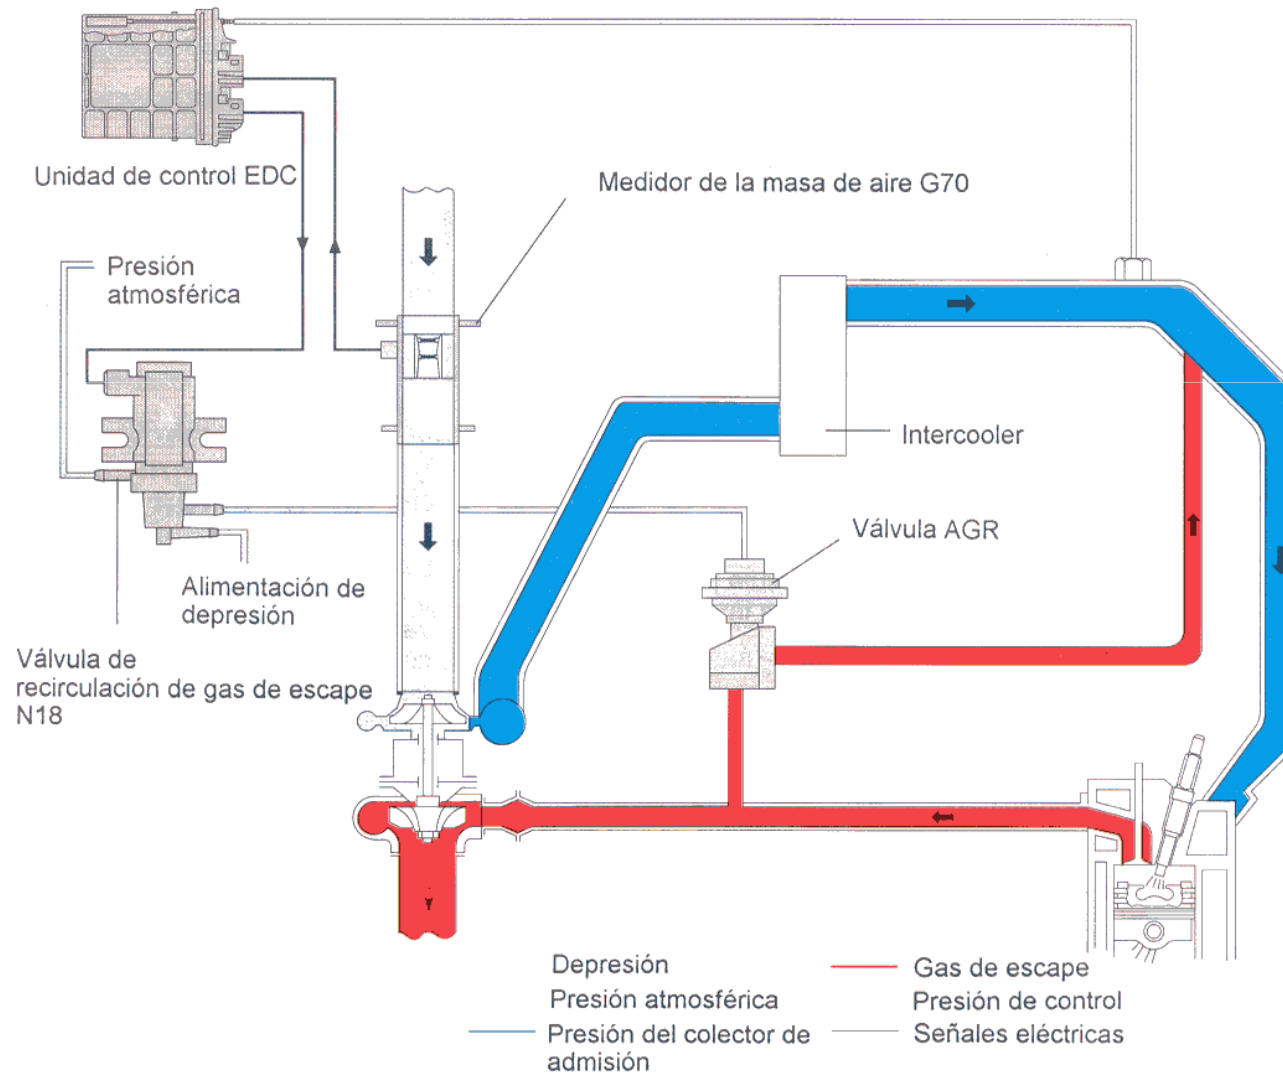 Unidad de control EDC
Medidor de la masa de aire G70
Presión
atmosférica
Intercooler
Válvula AGR
Alimentación de
depresión
Válvula de
recirculación de gas de escape
N18
Depresión
Presión atmosférica
Presión del colector de
admisión
Gas de escape
Presión de control
Señales eléctricas